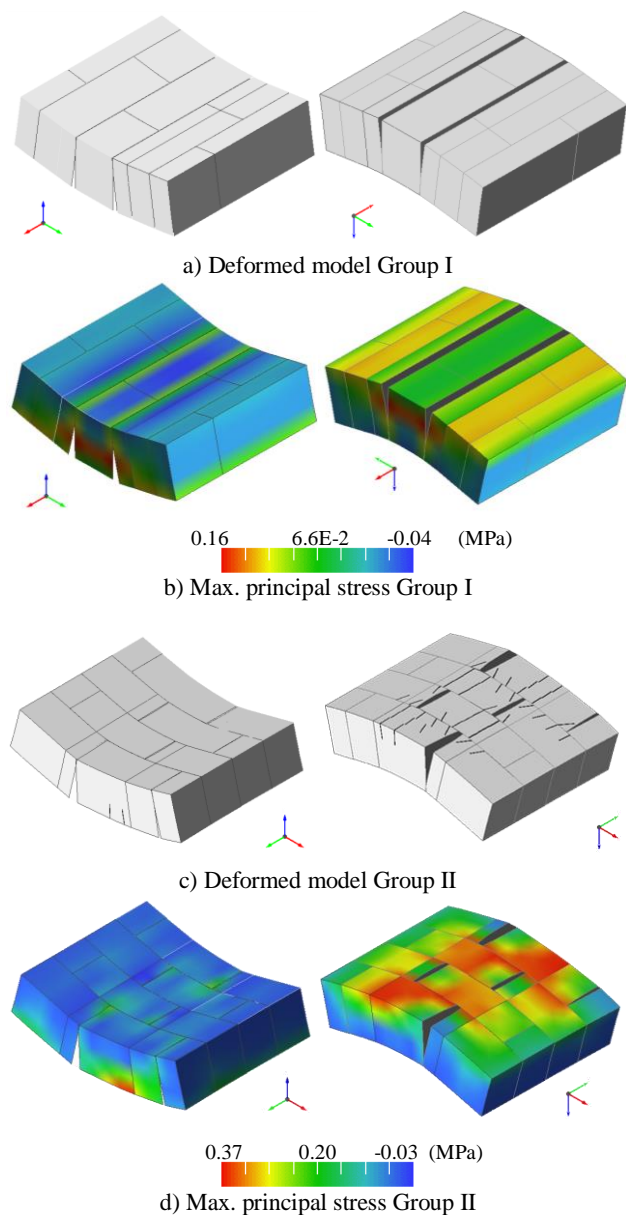 a) Deformed model Group I
0.16 6.6E-2 -0.04 (MPa)
b) Max. principal stress Group I
c) Deformed model Group II
0.37 0.20 -0.03 (MPa)
d) Max. principal stress Group II